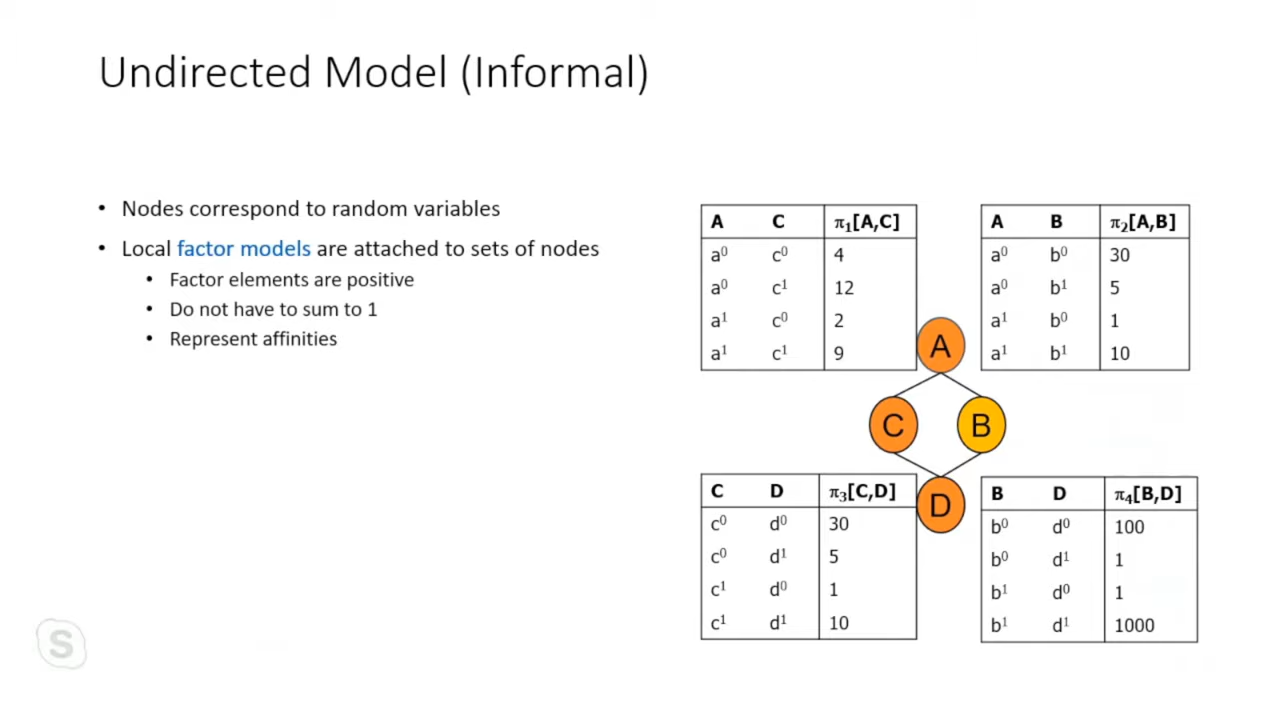 Undirected Model (Informal)
• Nodes correspond to random variables
• Local factor models are attached to sets of nodes
• Factor elements are positive
• Do not have to sum to 1
• Represent affinities
A C π₁[A,C]
a⁰ c⁰ 4
a⁰ c¹ 12
a¹ c⁰ 2
a¹ c¹ 9
A B π₂[A,B]
a⁰ b⁰ 30
a⁰ b¹ 5
a¹ b⁰ 1
a¹ b¹ 10
A
C B
D
C D π₃[C,D]
c⁰ d⁰ 30
c⁰ d¹ 5
c¹ d⁰ 1
c¹ d¹ 10
B D π₄[B,D]
b⁰ d⁰ 100
b⁰ d¹ 1
b¹ d⁰ 1
b¹ d¹ 1000
S